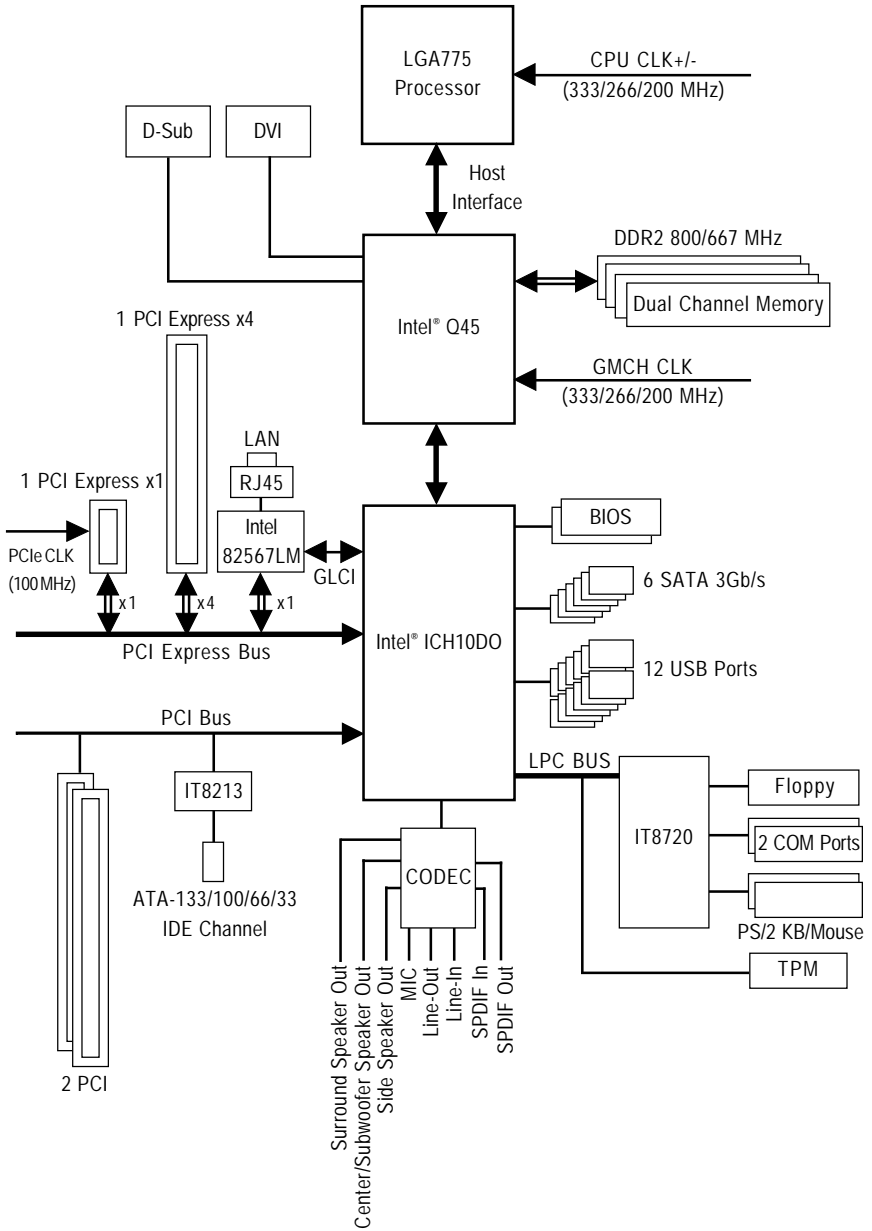 LGA775
Processor
CPU CLK+/-
(333/266/200 MHz)
D-Sub
DVI
Host
Interface
DDR2 800/667 MHz
Dual Channel Memory
Intel® Q45
1 PCI Express x4
GMCH CLK
(333/266/200 MHz)
LAN
RJ45
1 PCI Express x1
Intel
82567LM
GLCI
PCIe CLK
(100 MHz)
x1
x4
x1
PCI Express Bus
BIOS
6 SATA 3Gb/s
Intel® ICH10DO
12 USB Ports
PCI Bus
LPC BUS
IT8213
ATA-133/100/66/33
IDE Channel
2 PCI
CODEC
IT8720
Floppy
2 COM Ports
PS/2 KB/Mouse
TPM
Surround Speaker Out
Center/Subwoofer Speaker Out
Side Speaker Out
MIC
Line-Out
Line-In
SPDIF In
SPDIF Out